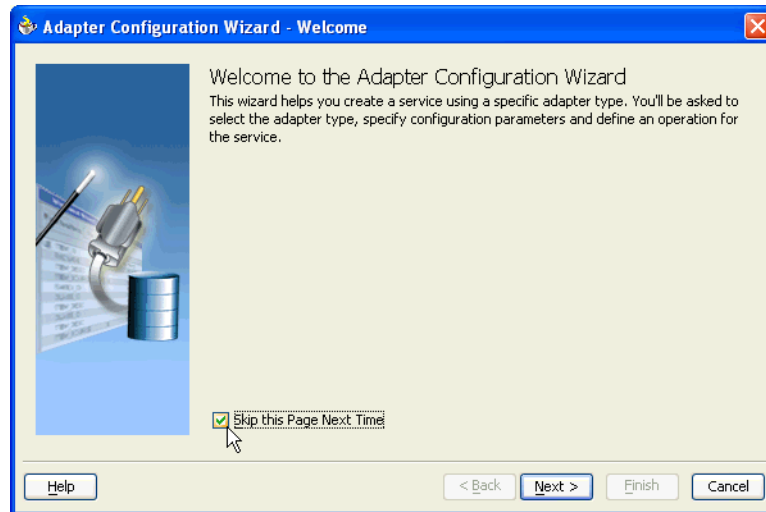 Adapter Configuration Wizard - Welcome
Welcome to the Adapter Configuration Wizard
This wizard helps you create a service using a specific adapter type. You'll be asked to
select the adapter type, specify configuration parameters and define an operation for
the service.
Skip this Page Next Time
Help
< Back
Next >
Finish
Cancel